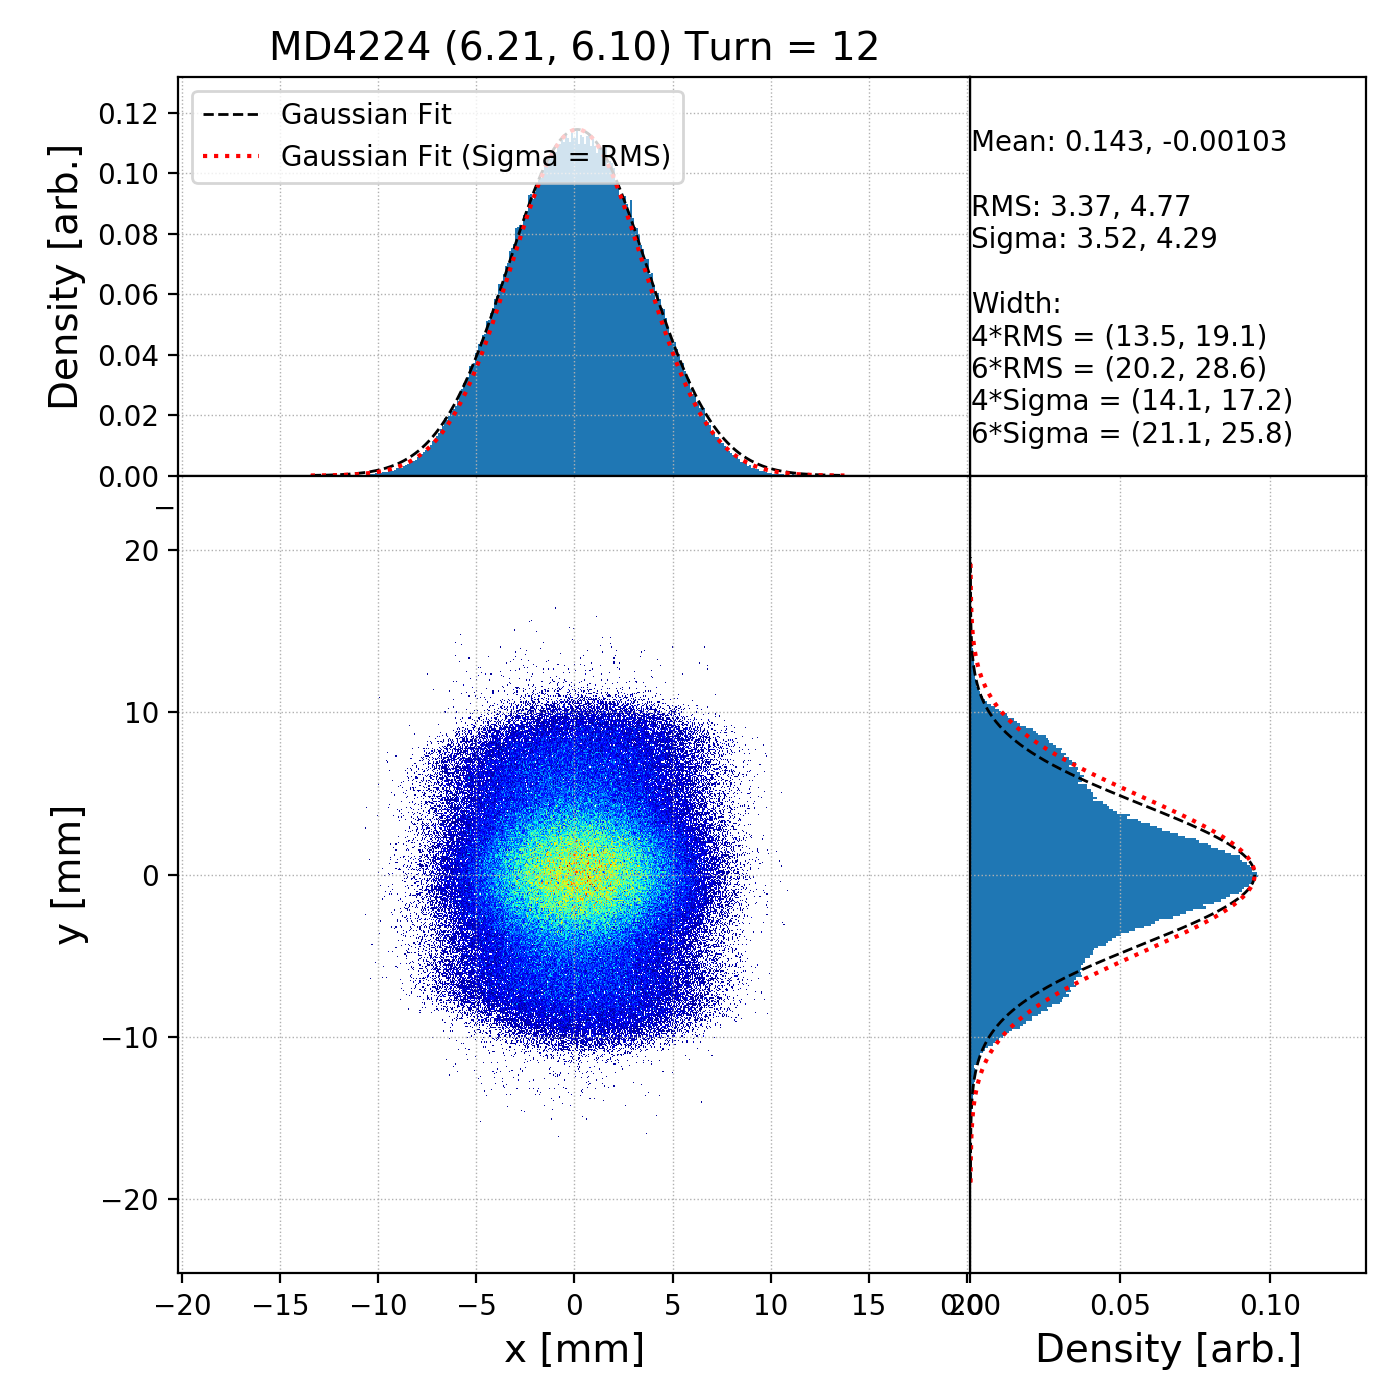 MD4224 (6.21, 6.10) Turn = 12
Gaussian Fit
Gaussian Fit (Sigma = RMS)
0.12
0.10
0.08
0.06
0.04
0.02
0.00
Density [arb.]
Mean: 0.143, -0.00103
RMS: 3.37, 4.77
Sigma: 3.52, 4.29
Width:
4*RMS = (13.5, 19.1)
6*RMS = (20.2, 28.6)
4*Sigma = (14.1, 17.2)
6*Sigma = (21.1, 25.8)
−
20
10
0
−10
−20
y [mm]
−20 −15 −10 −5 0 5 10 15 20
x [mm]
0.00 0.05 0.10
Density [arb.]